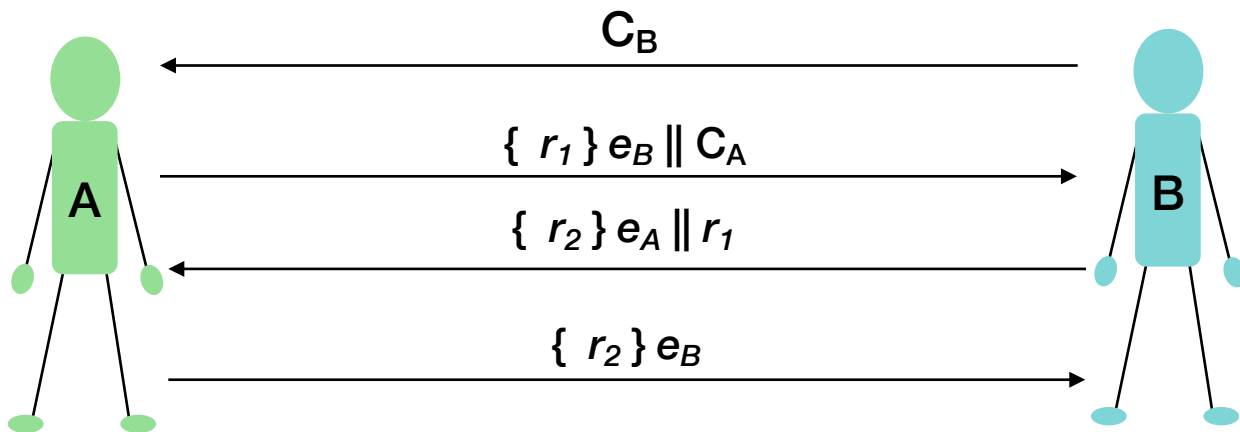 C_B
{ r_1 } e_B || C_A
A
B
{ r_2 } e_A || r_1
{ r_2 } e_B